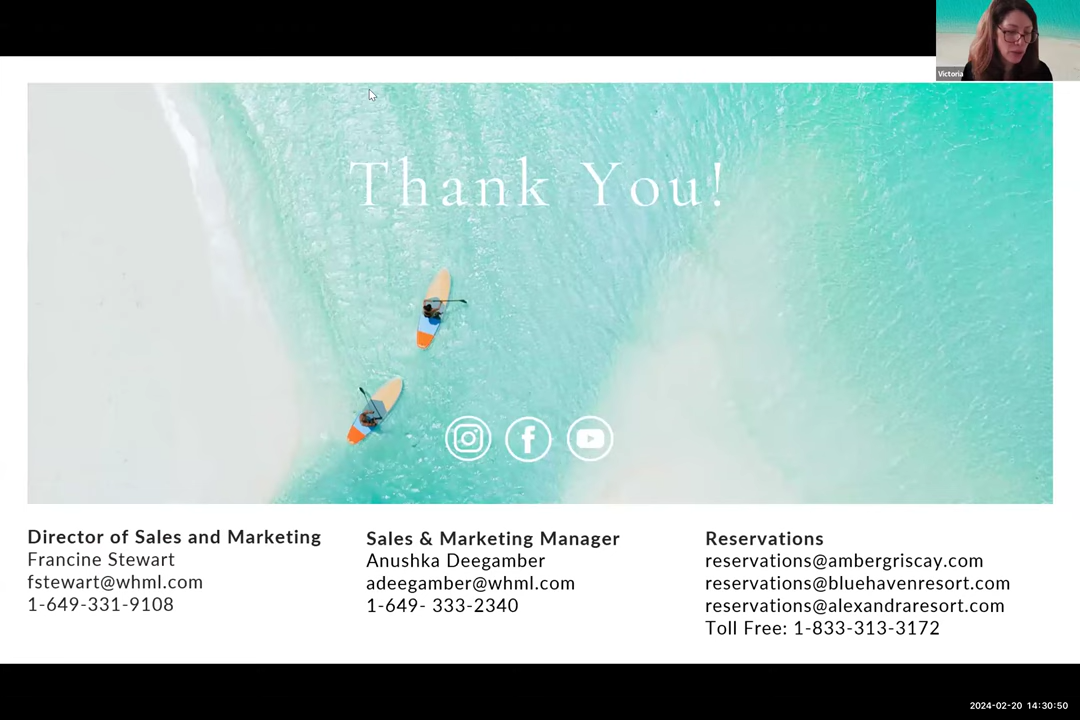 Victoria
Thank You!
Director of Sales and Marketing
Francine Stewart
fstewart@whml.com
1-649-331-9108
Sales & Marketing Manager
Anushka Deegamber
adeegamber@whml.com
1-649- 333-2340
Reservations
reservations@ambergriscay.com
reservations@bluehavenresort.com
reservations@alexandraresort.com
Toll Free: 1-833-313-3172
2024-02-20 14:30:50